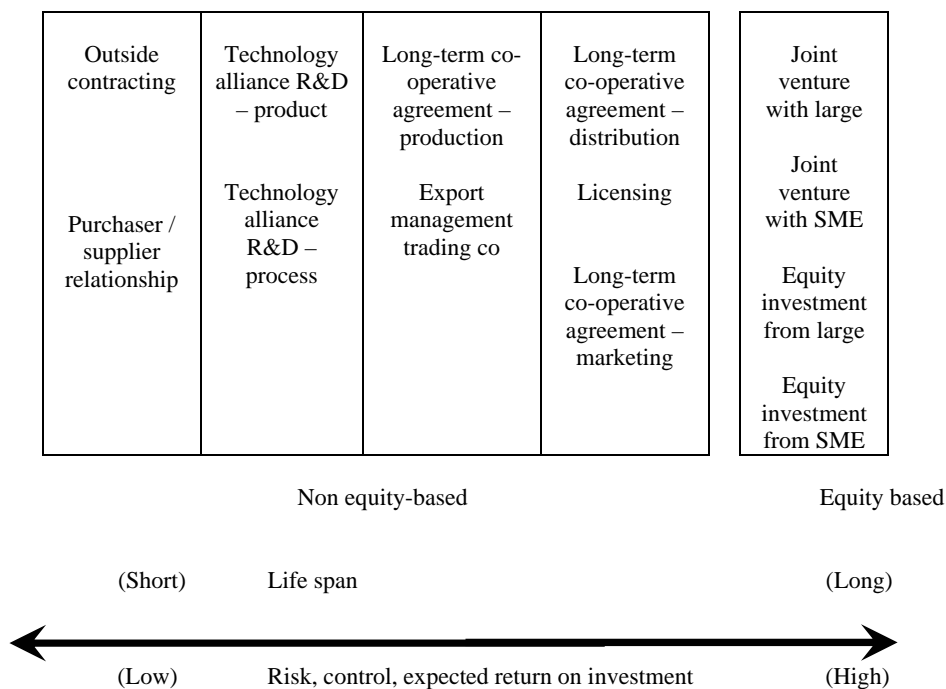 Outside
contracting
Purchaser /
supplier
relationship
Technology
alliance R&D
– product
Technology
alliance
R&D –
process
Long-term co-
operative
agreement –
production
Export
management
trading co
Long-term
co-operative
agreement –
distribution
Licensing
Long-term
co-operative
agreement –
marketing
Joint
venture
with large
Joint
venture
with SME
Equity
investment
from large
Equity
investment
from SME
Non equity-based
Equity based
(Short)
Life span
(Long)
(Low)
Risk, control, expected return on investment
(High)